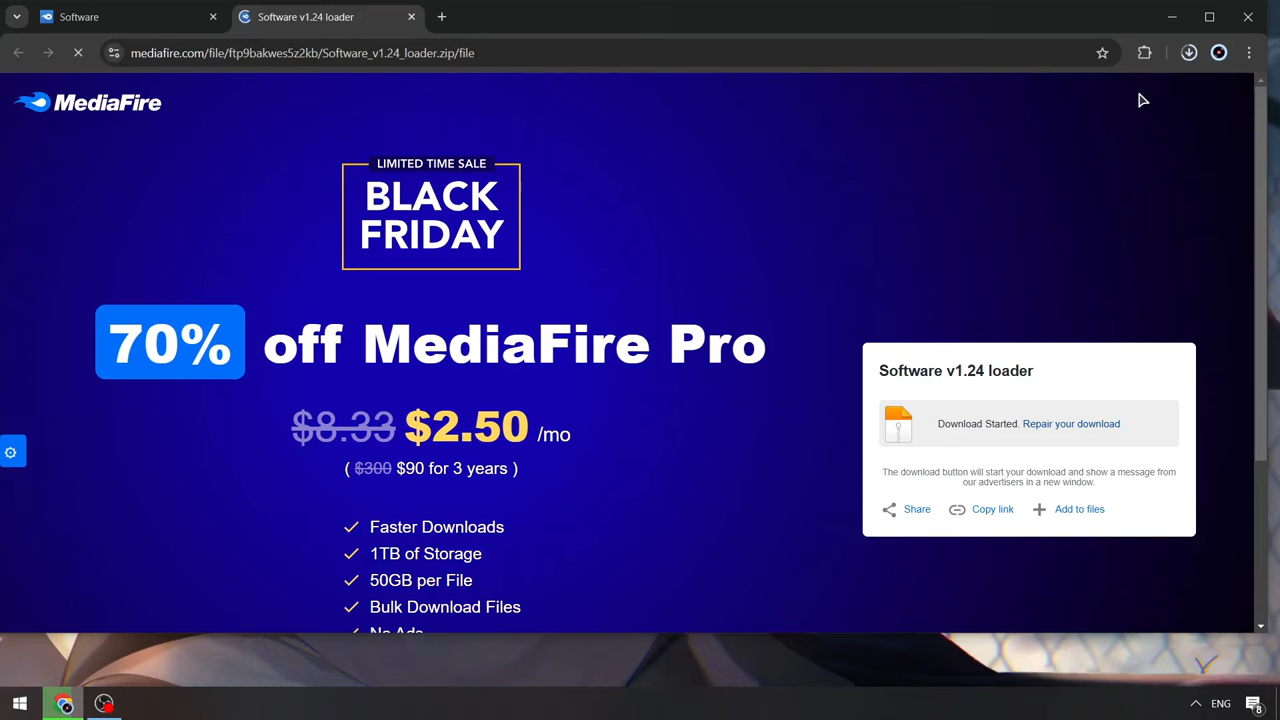 Software
Software v1.24 loader
mediafire.com/file/ftp9bakwes5z2kb/Software_v1.24_loader.zip/file
MediaFire
LIMITED TIME SALE
BLACK
FRIDAY
70% off MediaFire Pro
$8.33 $2.50 /mo
( $300 $90 for 3 years )
Faster Downloads
1TB of Storage
50GB per File
Bulk Download Files
No Ads
Software v1.24 loader
Download Started. Repair your download
The download button will start your download and show a message from
our advertisers in a new window.
Share
Copy link
Add to files
ENG
8